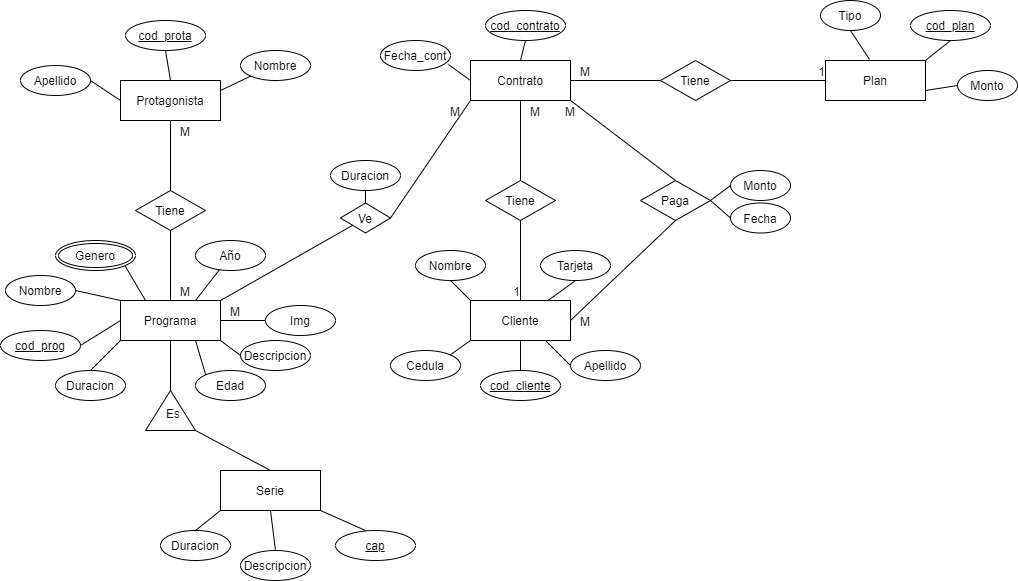 Tipo
cod_contrato
cod_plan
cod_prota
Fecha_cont
Nombre
Apellido
Contrato
M
Tiene
1
Plan
Monto
Protagonista
M
M
M
M
Duracion
Monto
Tiene
Paga
Tiene
Ve
Fecha
Genero
Año
Nombre
Tarjeta
Nombre
M
1
M
Programa
Img
Cliente
M
cod_prog
Descripcion
Cedula
Apellido
Duracion
Edad
cod_cliente
Es
Serie
Duracion
cap
Descripcion